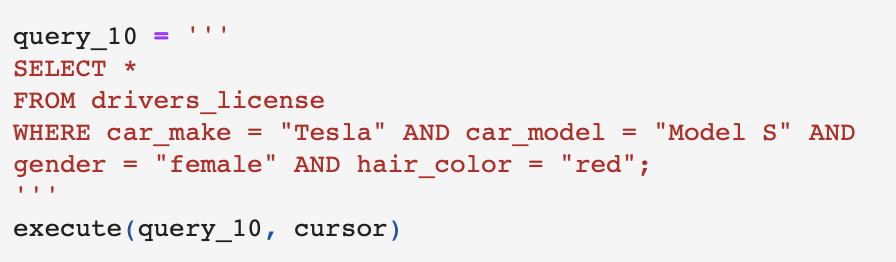 query_10 = '''
SELECT *
FROM drivers_license
WHERE car_make = "Tesla" AND car_model = "Model S" AND
gender = "female" AND hair_color = "red";
'''
execute(query_10, cursor)